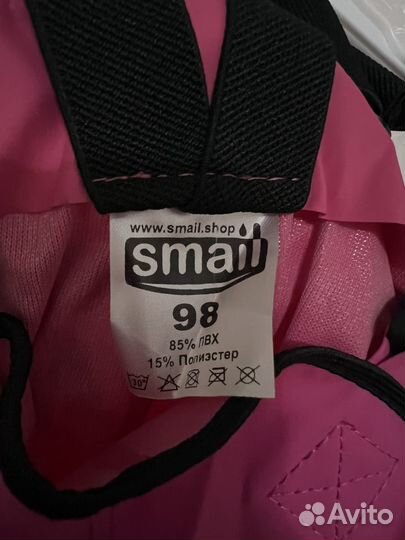 www.smail.shop
smail
98
85% ПВХ
15% Полиэстер
30°
Avito